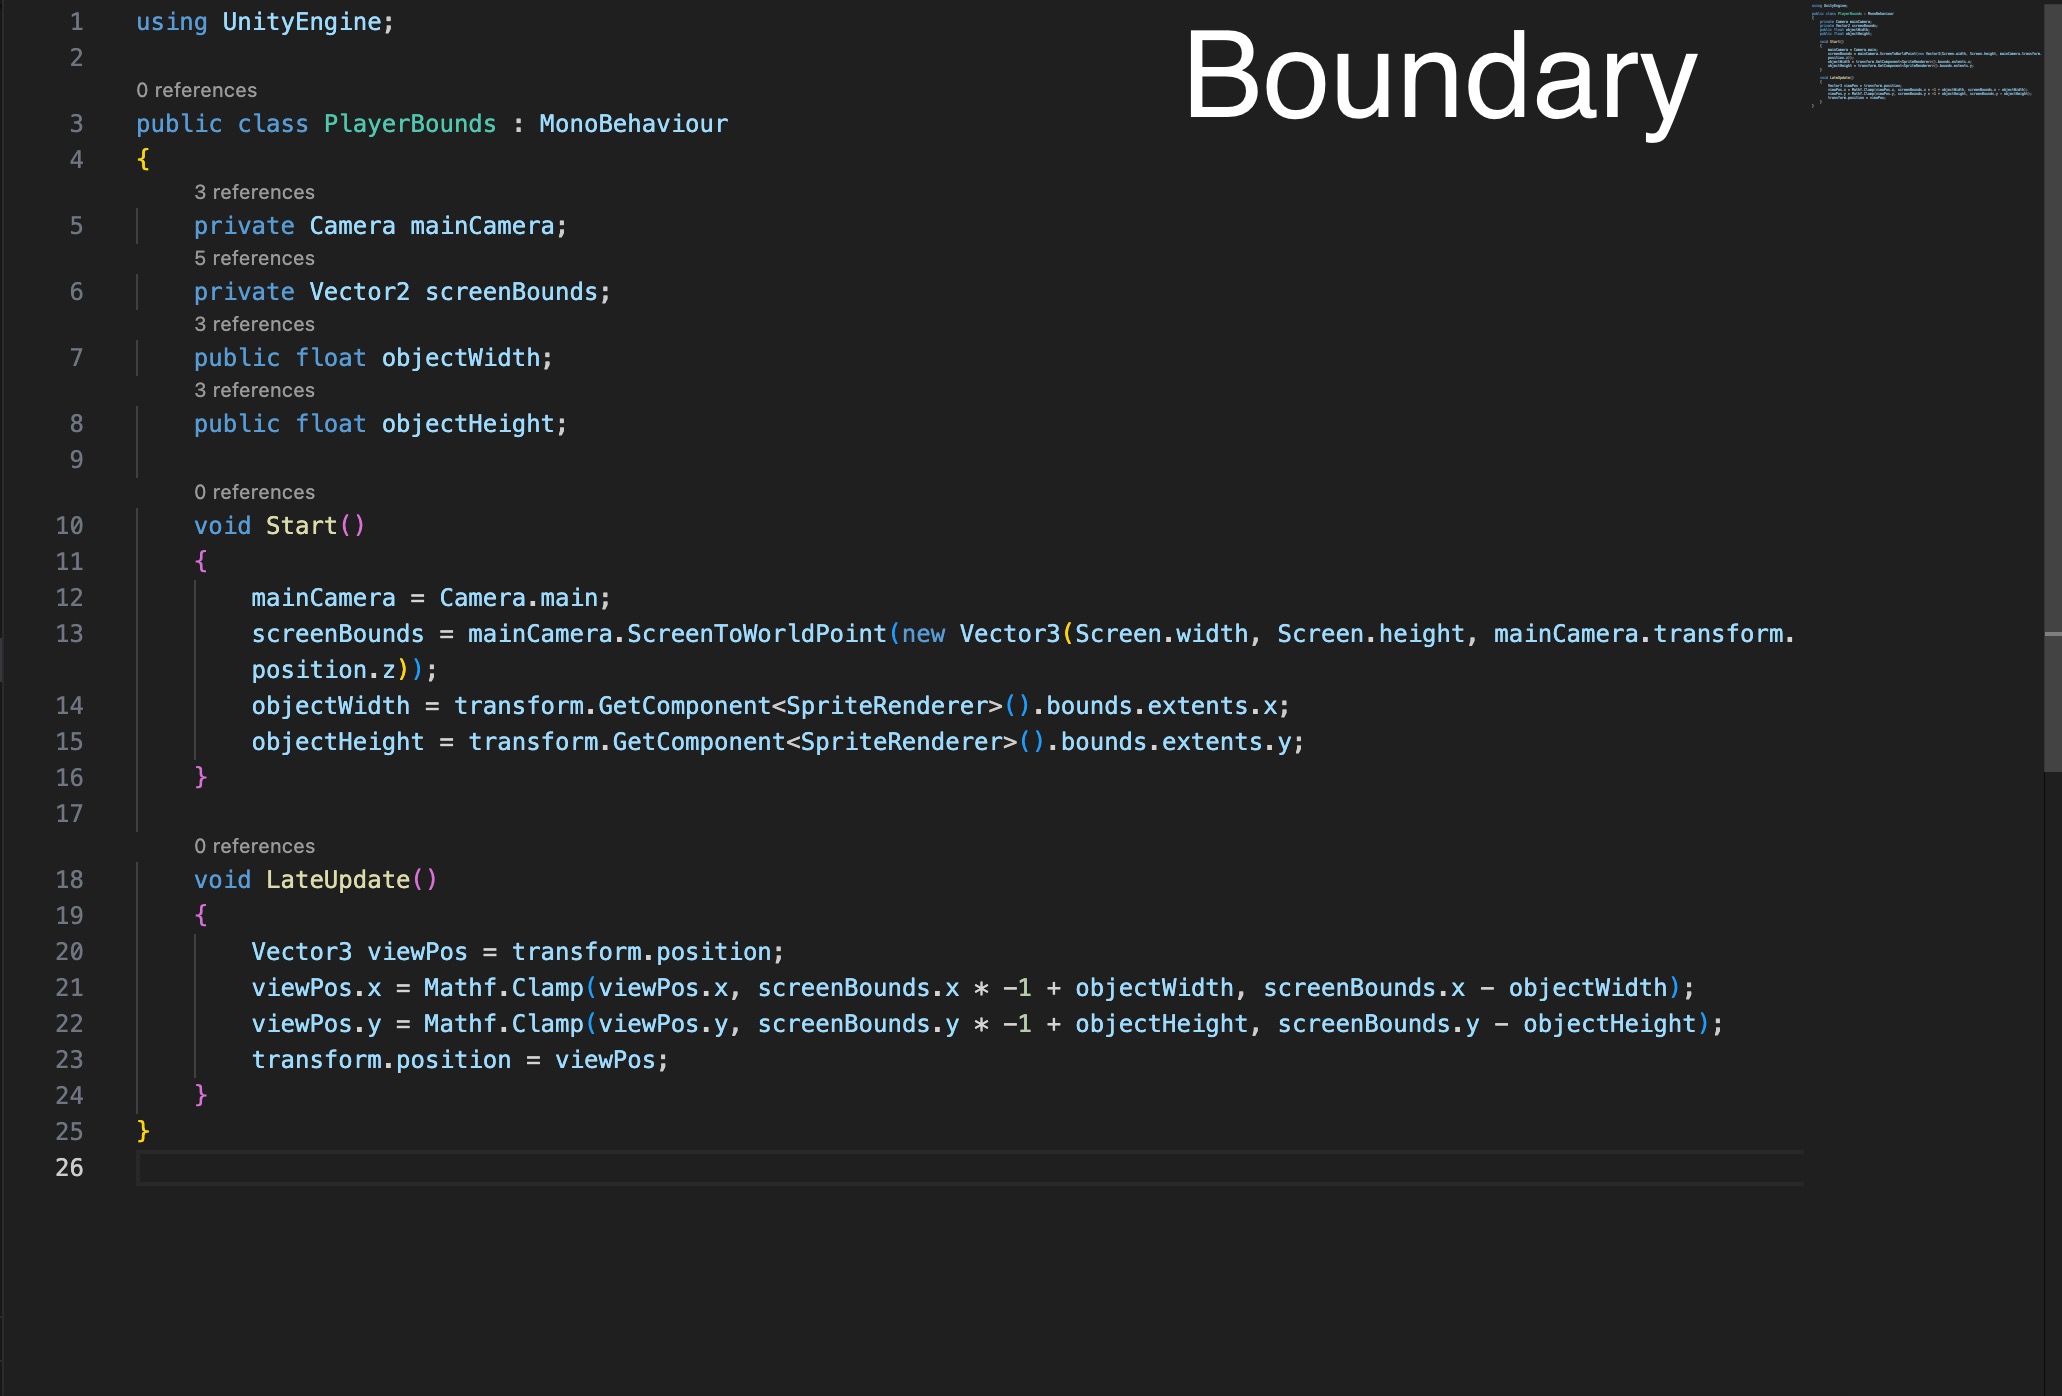 Boundary
1 using UnityEngine;
2
0 references
3 public class PlayerBounds : MonoBehaviour
4 {
3 references
5 private Camera mainCamera;
5 references
6 private Vector2 screenBounds;
3 references
7 public float objectWidth;
3 references
8 public float objectHeight;
9
0 references
10 void Start()
11 {
12 mainCamera = Camera.main;
13 screenBounds = mainCamera.ScreenToWorldPoint(new Vector3(Screen.width, Screen.height, mainCamera.transform.
position.z));
14 objectWidth = transform.GetComponent<SpriteRenderer>().bounds.extents.x;
15 objectHeight = transform.GetComponent<SpriteRenderer>().bounds.extents.y;
16 }
17
0 references
18 void LateUpdate()
19 {
20 Vector3 viewPos = transform.position;
21 viewPos.x = Mathf.Clamp(viewPos.x, screenBounds.x * -1 + objectWidth, screenBounds.x - objectWidth);
22 viewPos.y = Mathf.Clamp(viewPos.y, screenBounds.y * -1 + objectHeight, screenBounds.y - objectHeight);
23 transform.position = viewPos;
24 }
25 }
26